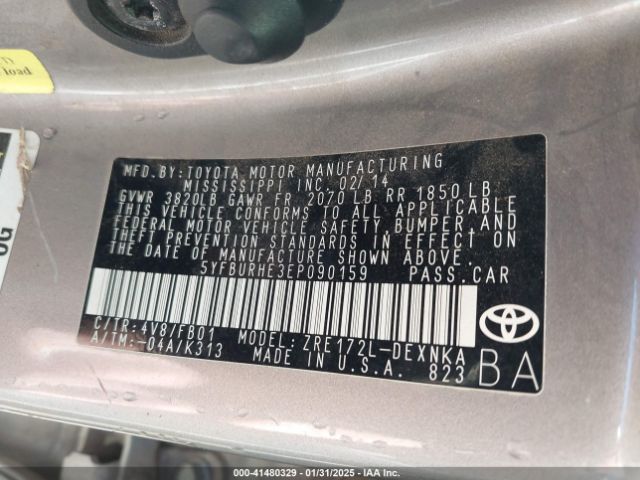 MFD. BY: TOYOTA MOTOR MANUFACTURING
MISSISSIPPI INC. 02/14
GVWR 3820LB GAWR FR 2070 LB RR 1850 LB
THIS VEHICLE CONFORMS TO ALL APPLICABLE
FEDERAL MOTOR VEHICLE SAFETY, BUMPER, AND
THEFT PREVENTION STANDARDS IN EFFECT ON
THE DATE OF MANUFACTURE SHOWN ABOVE.
5YFBURHE3EP090159 PASS. CAR
C/TR: 4V8/FB01 MODEL: ZRE172L-DEXNKA
A/TM: -04A/K313 MADE IN U.S.A. 823
BA
000-41480329 - 01/31/2025 - IAA Inc.